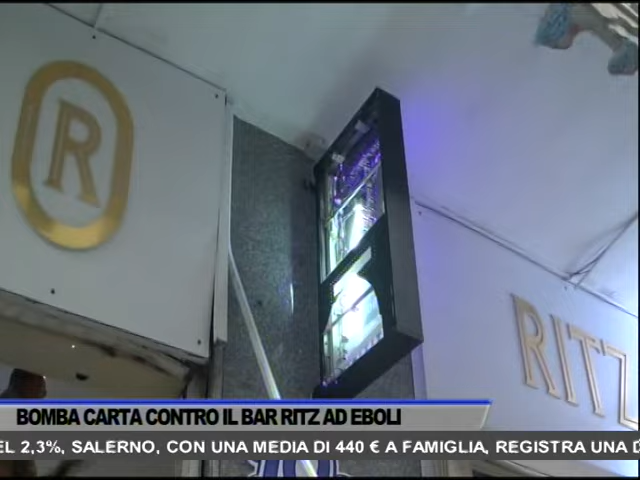 R
RITZ
BOMBA CARTA CONTRO IL BAR RITZ AD EBOLI
EL 2,3%, SALERNO, CON UNA MEDIA DI 440 € A FAMIGLIA, REGISTRA UNA D